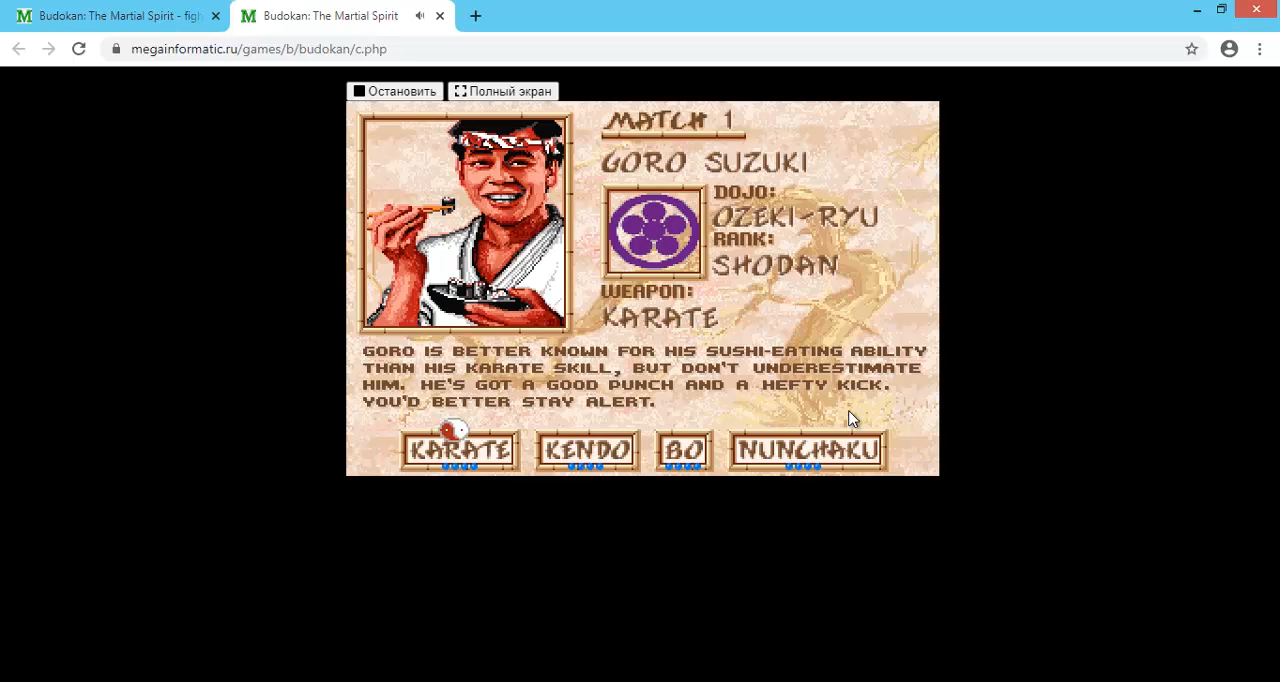 Budokan: The Martial Spirit - figh
Budokan: The Martial Spirit
megainformatic.ru/games/b/budokan/c.php
Остановить
Полный экран
MATCH 1
GORO SUZUKI
DOJO:
OZEKI-RYU
RANK:
SHODAN
WEAPON:
KARATE
GORO IS BETTER KNOWN FOR HIS SUSHI-EATING ABILITY
THAN HIS KARATE SKILL, BUT DON'T UNDERESTIMATE
HIM. HE'S GOT A GOOD PUNCH AND A HEFTY KICK.
YOU'D BETTER STAY ALERT.
KARATE KENDO BO NUNCHAKU